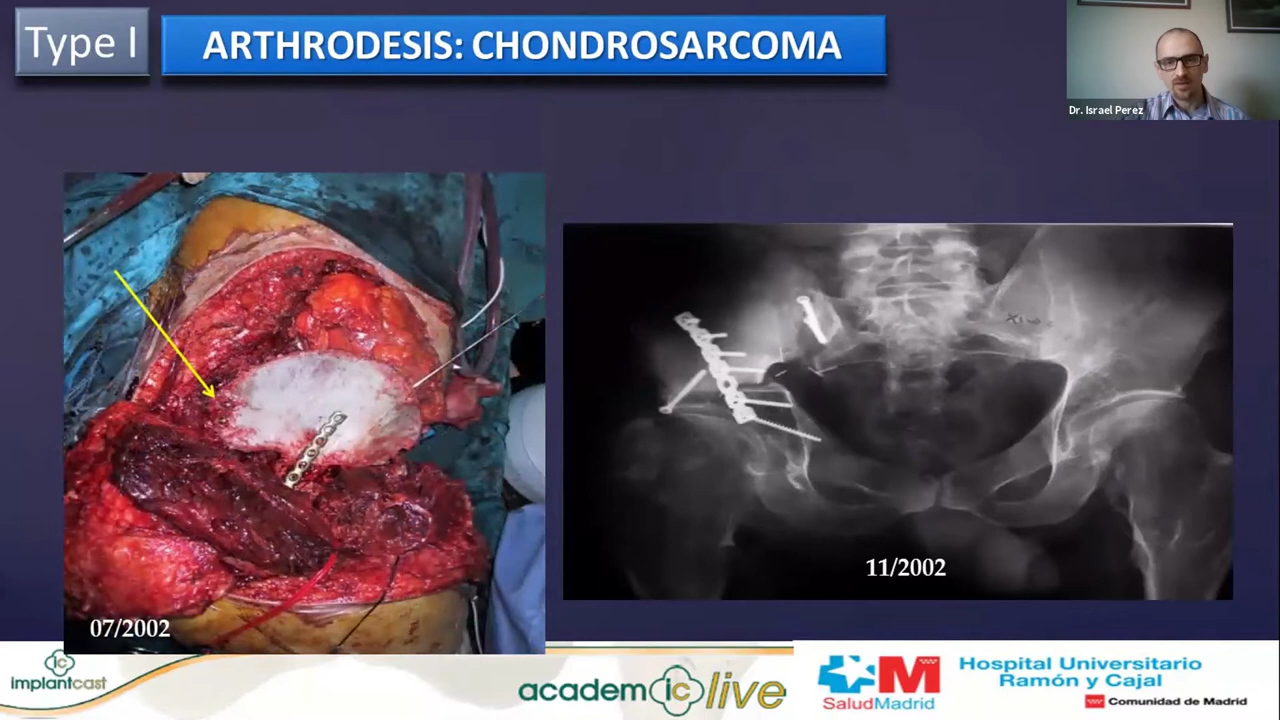 Type I
ARTHRODESIS: CHONDROSARCOMA
Dr. Israel Perez
07/2002
11/2002
ic
implantcast
academ ic live
SaludMadrid
M
Hospital Universitario
Ramón y Cajal
Comunidad de Madrid